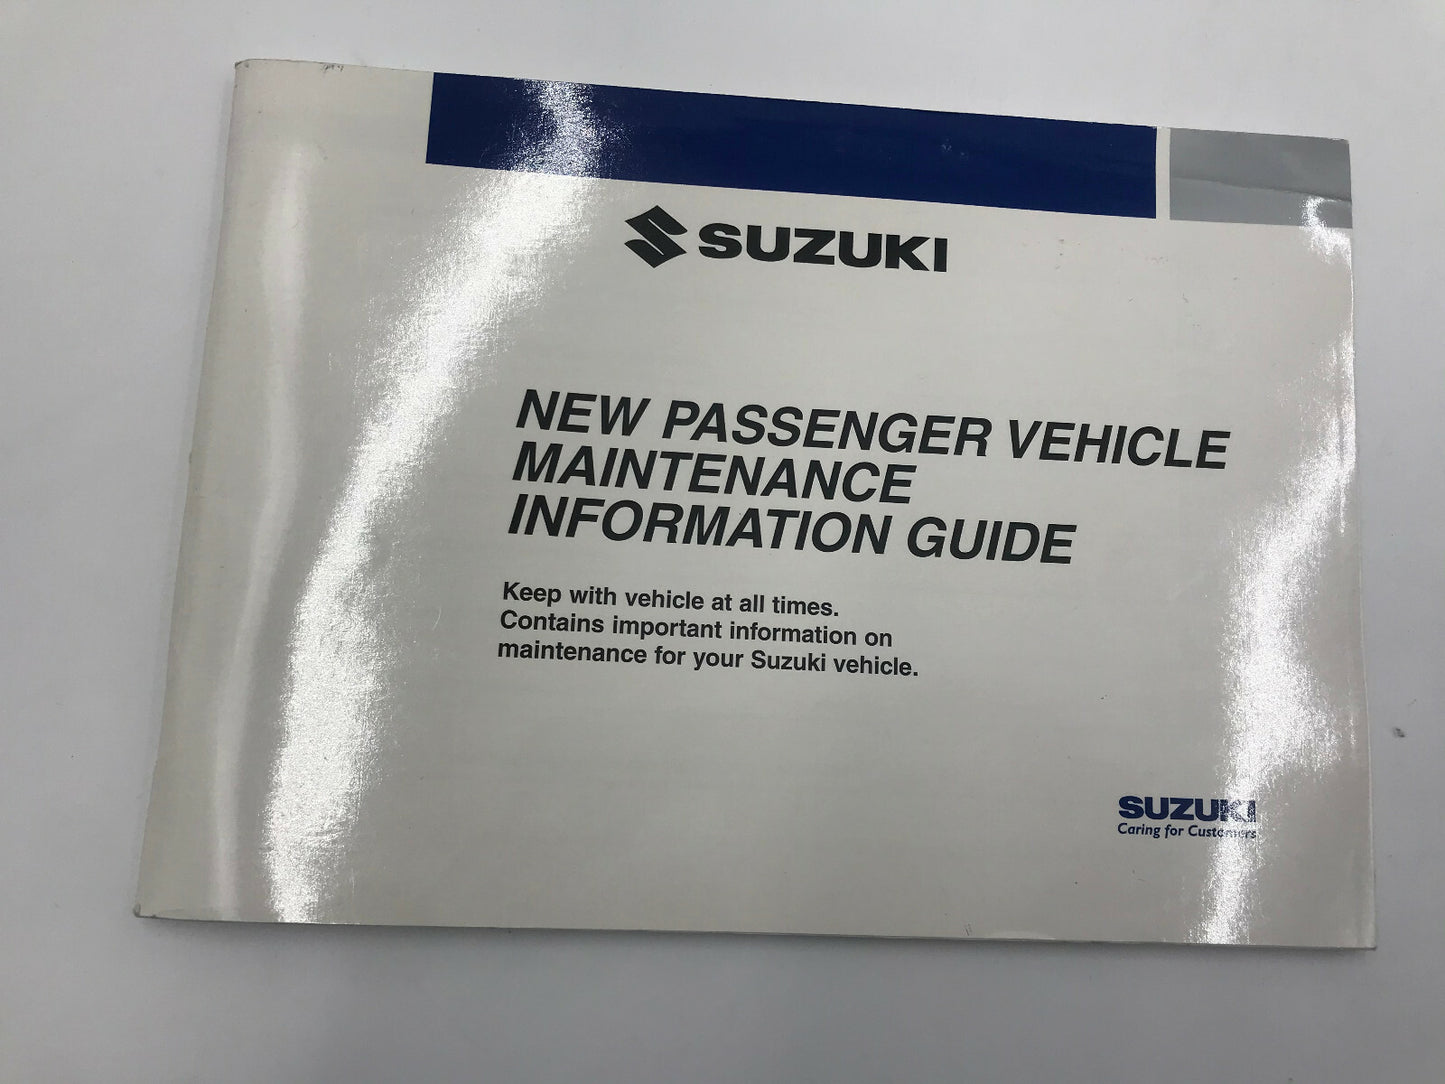 SUZUKI
NEW PASSENGER VEHICLE
MAINTENANCE
INFORMATION GUIDE
Keep with vehicle at all times.
Contains important information on
maintenance for your Suzuki vehicle.
SUZUKI
Caring for Customers